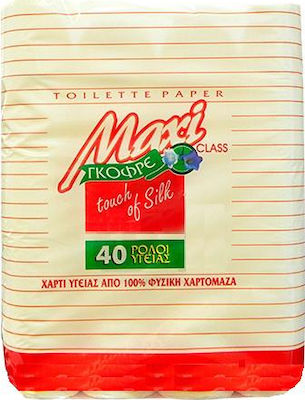 TOILETTE PAPER
Maxi
CLASS
ΓΚΟΦΡΕ
touch
of Silk
40 ΡΟΛΟΙ
ΥΓΕΙΑΣ
ΧΑΡΤΙ ΥΓΕΙΑΣ ΑΠΟ 100% ΦΥΣΙΚΗ ΧΑΡΤΟΜΑΖΑ